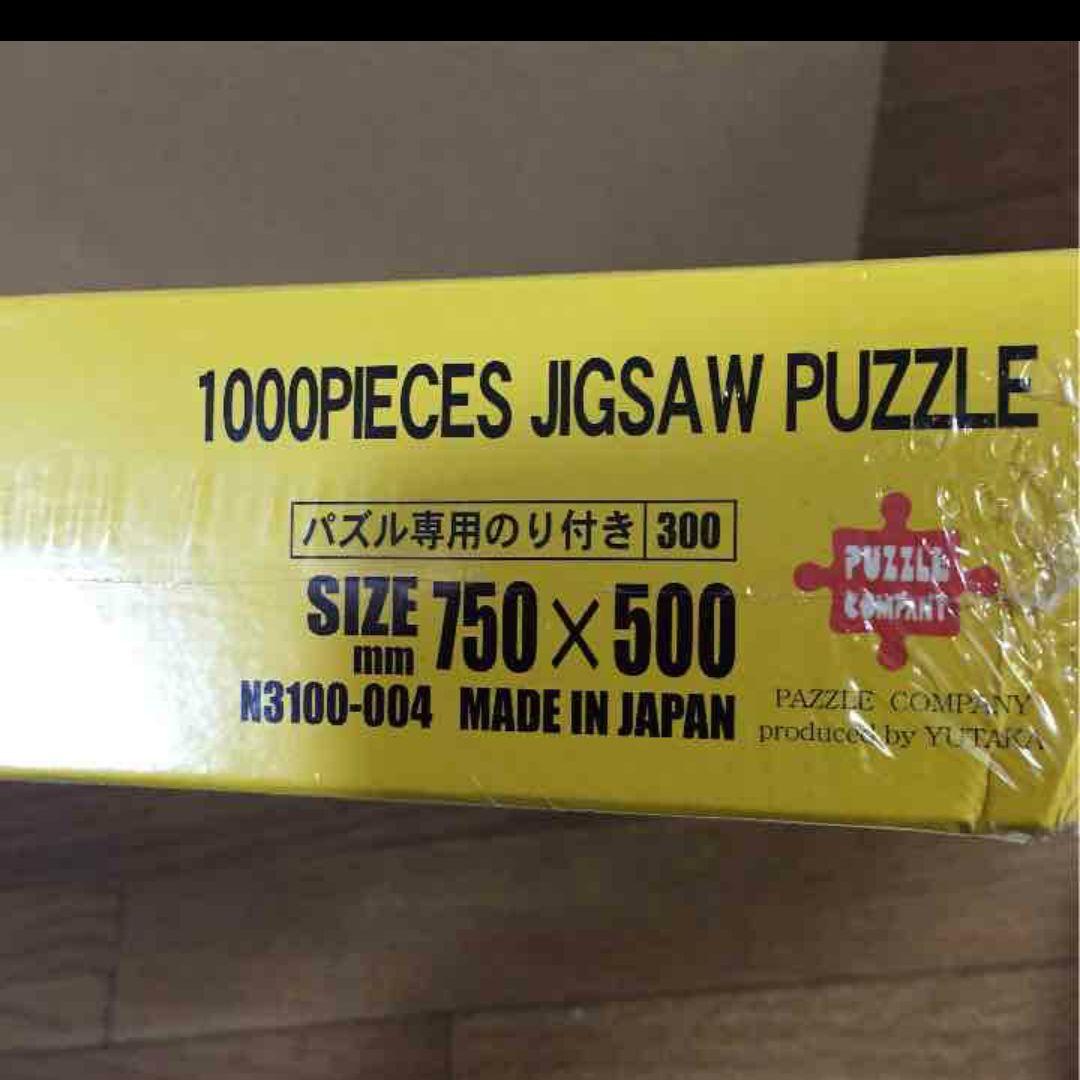 1000PIECES JIGSAW PUZZLE
パズル専用のり付き 300
SIZE mm 750×500
N3100-004 MADE IN JAPAN
PUZZLE
COMPANY
PAZZLE COMPANY
produced by YUTAKA